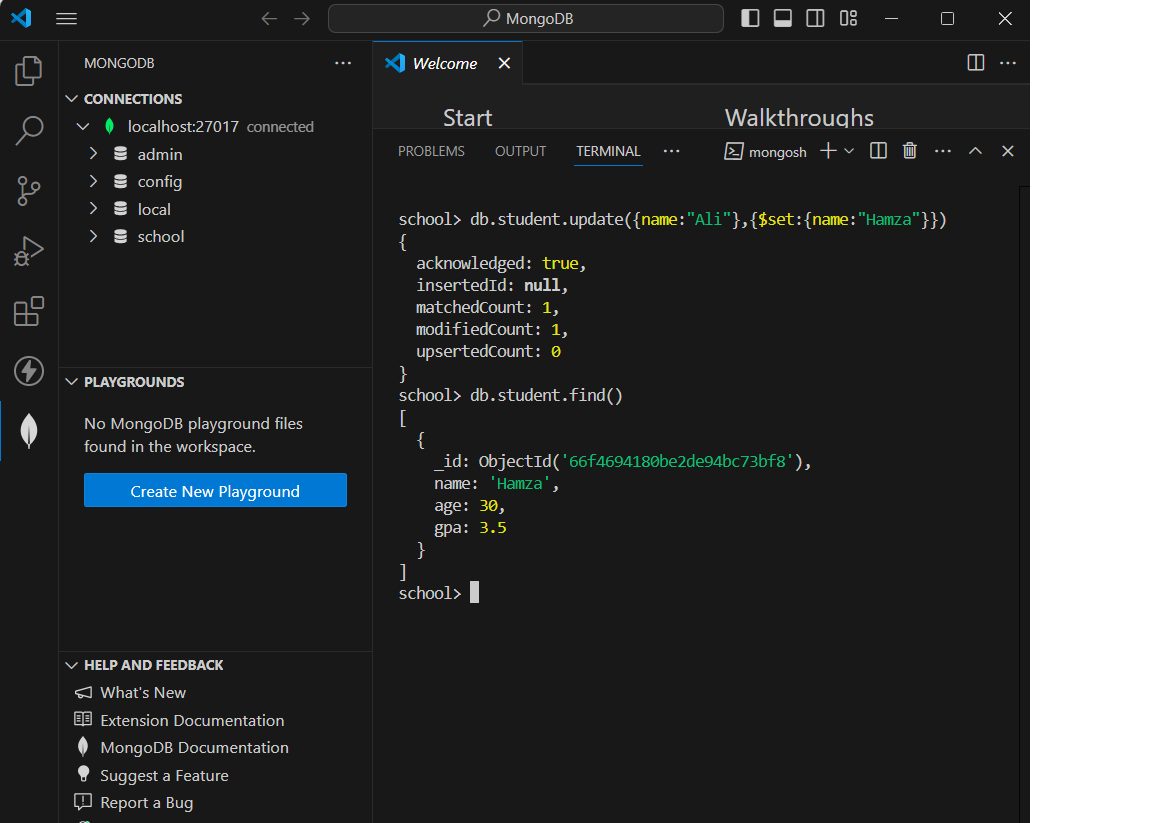 MongoDB
MONGODB
CONNECTIONS
localhost:27017 connected
admin
config
local
school
PLAYGROUNDS
No MongoDB playground files
found in the workspace.
Create New Playground
HELP AND FEEDBACK
What's New
Extension Documentation
MongoDB Documentation
Suggest a Feature
Report a Bug
Welcome
Start
Walkthroughs
PROBLEMS OUTPUT TERMINAL mongosh
school> db.student.update({name:"Ali"},{$set:{name:"Hamza"}})
{
  acknowledged: true,
  insertedId: null,
  matchedCount: 1,
  modifiedCount: 1,
  upsertedCount: 0
}
school> db.student.find()
[
  {
    _id: ObjectId('66f4694180be2de94bc73bf8'),
    name: 'Hamza',
    age: 30,
    gpa: 3.5
  }
]
school>